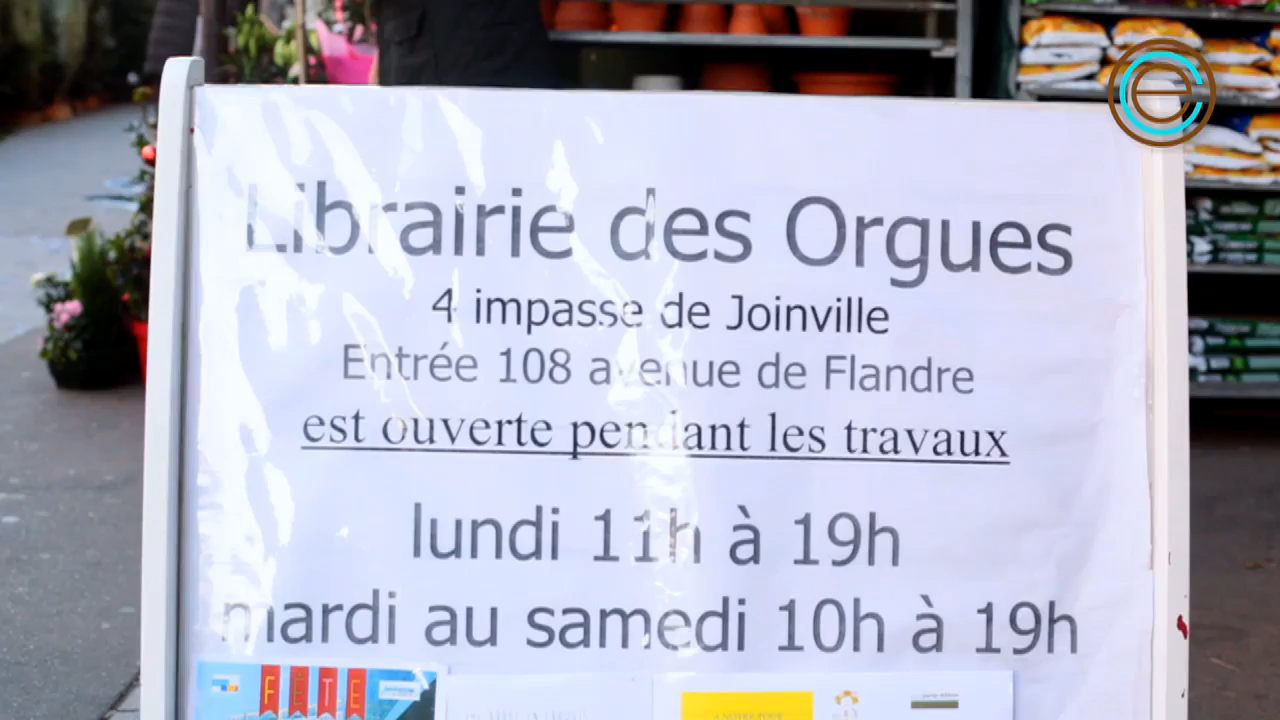 Librairie des Orgues
4 impasse de Joinville
Entrée 108 avenue de Flandre
est ouverte pendant les travaux
lundi 11h à 19h
mardi au samedi 10h à 19h
FÊTE